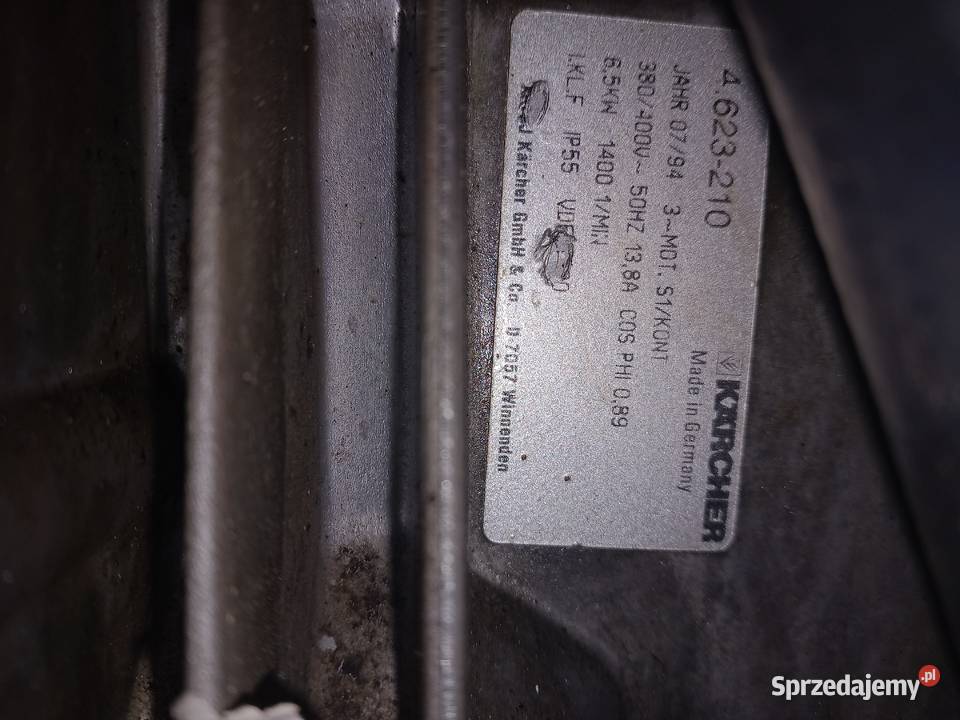 4.623-210
KÄRCHER
Made in Germany
JAHR 07/94 3~MOT. S1/KONT
380/400V~ 50HZ 13,8A COS PHI 0,89
6.5KW 1400 1/MIN
I.KL.F IP55
Kärcher GmbH & Co. D-7057 Winnenden
Sprzedajemy.pl